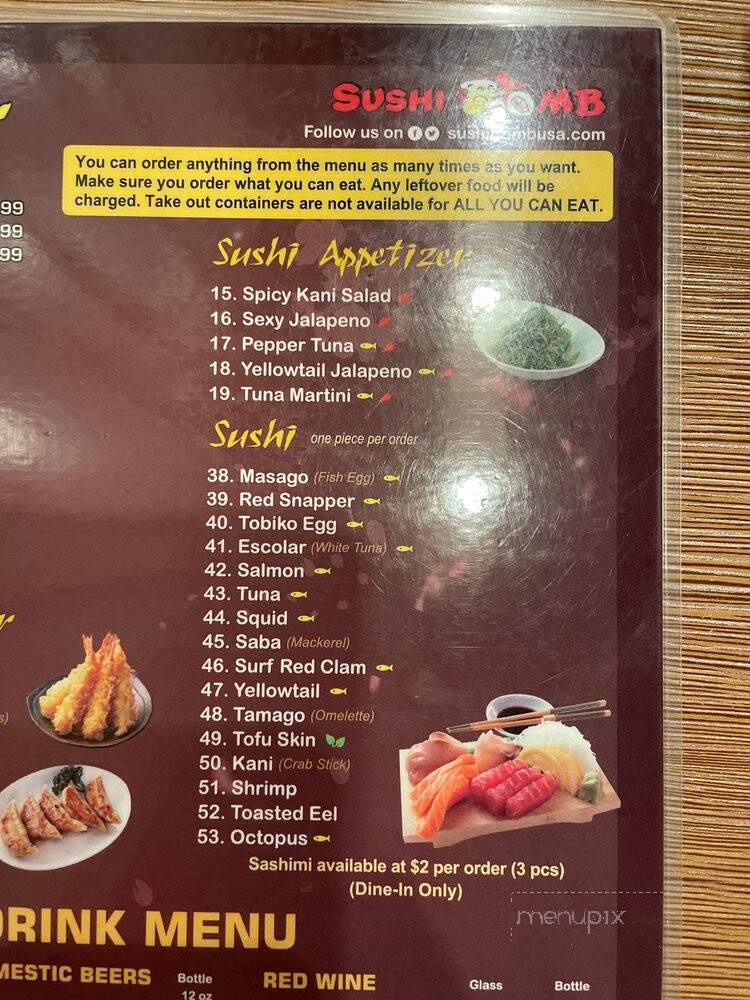 SUSHI BOMB
Follow us on sushibombusa.com
You can order anything from the menu as many times as you want.
Make sure you order what you can eat. Any leftover food will be
charged. Take out containers are not available for ALL YOU CAN EAT.
99
99
99
Sushi Appetizer
15. Spicy Kani Salad
16. Sexy Jalapeno
17. Pepper Tuna
18. Yellowtail Jalapeno
19. Tuna Martini
Sushi one piece per order
38. Masago (Fish Egg)
39. Red Snapper
40. Tobiko Egg
41. Escolar (White Tuna)
42. Salmon
43. Tuna
44. Squid
45. Saba (Mackerel)
46. Surf Red Clam
47. Yellowtail
48. Tamago (Omelette)
49. Tofu Skin
50. Kani (Crab Stick)
51. Shrimp
52. Toasted Eel
53. Octopus
Sashimi available at $2 per order (3 pcs)
(Dine-In Only)
DRINK MENU
MESTIC BEERS Bottle RED WINE Glass Bottle
12 oz
menupix